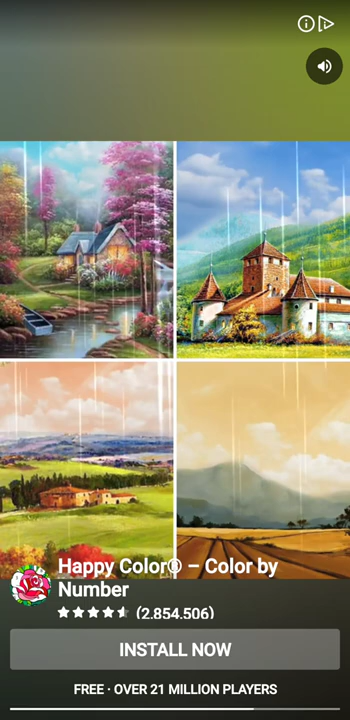 Happy Color® – Color by
Number
(2,854,506)
INSTALL NOW
FREE · OVER 21 MILLION PLAYERS